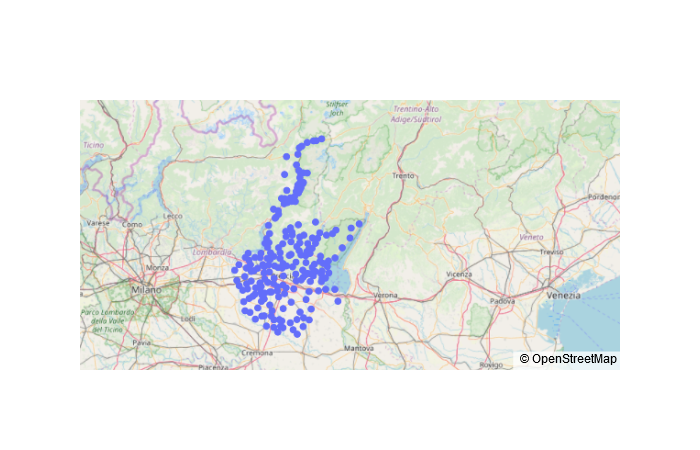 Stilfser
Joch
Trentino-Alto
Adige/Südtirol
Ticino
Trento
Pordenon
Lecco
Varese
Como
Lombardia
Veneto
Treviso
Monza
Milano
Vicenza
Verona
Padova
Venezia
Parco Lombardo
della Valle
del Ticino
Lodi
Pavia
Cremona
Mantova
Piacenza
Rovigo
© OpenStreetMap